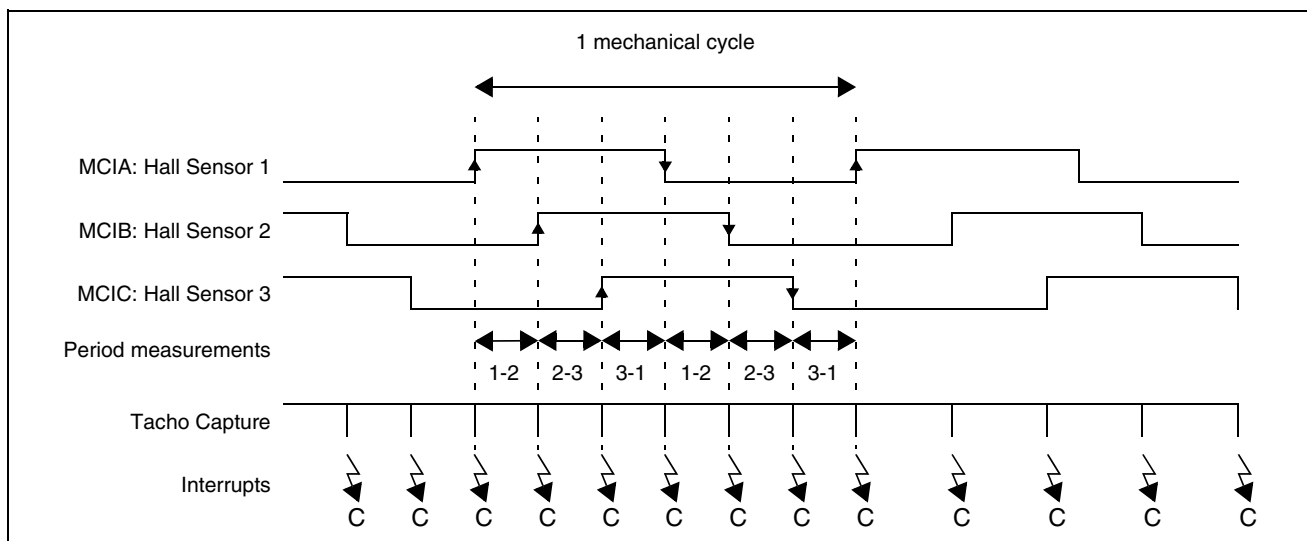 1 mechanical cycle
MCIA: Hall Sensor 1
MCIB: Hall Sensor 2
MCIC: Hall Sensor 3
Period measurements
1-2 2-3 3-1 1-2 2-3 3-1
Tacho Capture
Interrupts
C C C C C C C C C C C C C